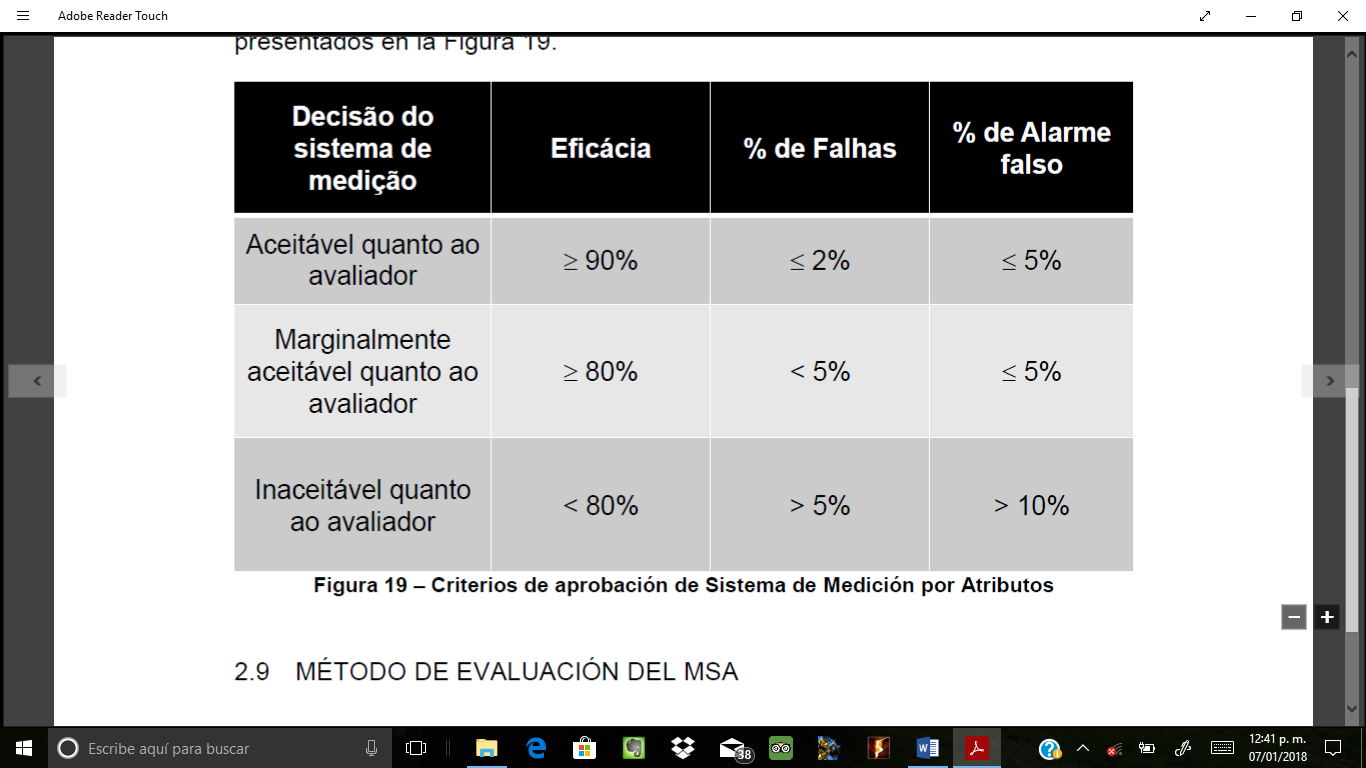 Adobe Reader Touch
presentados en la Figura 19.
Decisão do
sistema de
medição
Eficácia
% de Falhas
% de Alarme
falso
Aceitável quanto ao
avaliador
≥ 90%
≤ 2%
≤ 5%
Marginalmente
aceitável quanto ao
avaliador
≥ 80%
< 5%
≤ 5%
Inaceitável quanto
ao avaliador
< 80%
> 5%
> 10%
Figura 19 – Criterios de aprobación de Sistema de Medición por Atributos
2.9 MÉTODO DE EVALUACIÓN DEL MSA
Escribe aquí para buscar
38
12:41 p. m.
07/01/2018